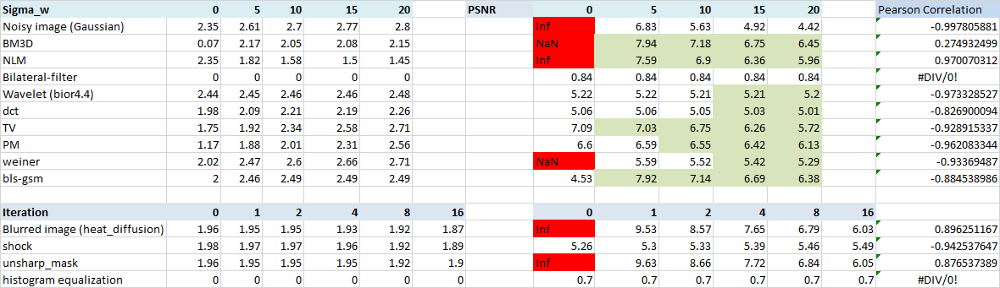 Sigma_w 0 5 10 15 20 PSNR 0 5 10 15 20 Pearson Correlation
Noisy image (Gaussian) 2.35 2.61 2.7 2.77 2.8 Inf 6.83 5.63 4.92 4.42 -0.997805881
BM3D 0.07 2.17 2.05 2.08 2.15 NaN 7.94 7.18 6.75 6.45 0.274932499
NLM 2.35 1.82 1.58 1.5 1.45 Inf 7.59 6.9 6.36 5.96 0.970070312
Bilateral-filter 0 0 0 0 0 0.84 0.84 0.84 0.84 0.84 #DIV/0!
Wavelet (bior4.4) 2.44 2.45 2.46 2.46 2.48 5.22 5.22 5.21 5.21 5.2 -0.973328527
dct 1.98 2.09 2.21 2.19 2.26 5.06 5.06 5.05 5.03 5.01 -0.826900094
TV 1.75 1.92 2.34 2.58 2.71 7.09 7.03 6.75 6.26 5.72 -0.928915337
PM 1.17 1.88 2.01 2.31 2.56 6.6 6.59 6.55 6.42 6.13 -0.962083344
weiner 2.02 2.47 2.6 2.66 2.71 NaN 5.59 5.52 5.42 5.29 -0.93369487
bls-gsm 2 2.46 2.49 2.49 2.49 4.53 7.92 7.14 6.69 6.38 -0.884538986
Iteration 0 1 2 4 8 16 0 1 2 4 8 16
Blurred image (heat_diffusion) 1.96 1.95 1.95 1.93 1.92 1.87 Inf 9.53 8.57 7.65 6.79 6.03 0.896251167
shock 1.98 1.97 1.97 1.96 1.92 1.89 5.26 5.3 5.33 5.39 5.46 5.49 -0.942537647
unsharp_mask 1.96 1.95 1.95 1.95 1.92 1.9 Inf 9.63 8.66 7.72 6.84 6.05 0.876537389
histogram equalization 0 0 0 0 0 0 0.7 0.7 0.7 0.7 0.7 0.7 #DIV/0!